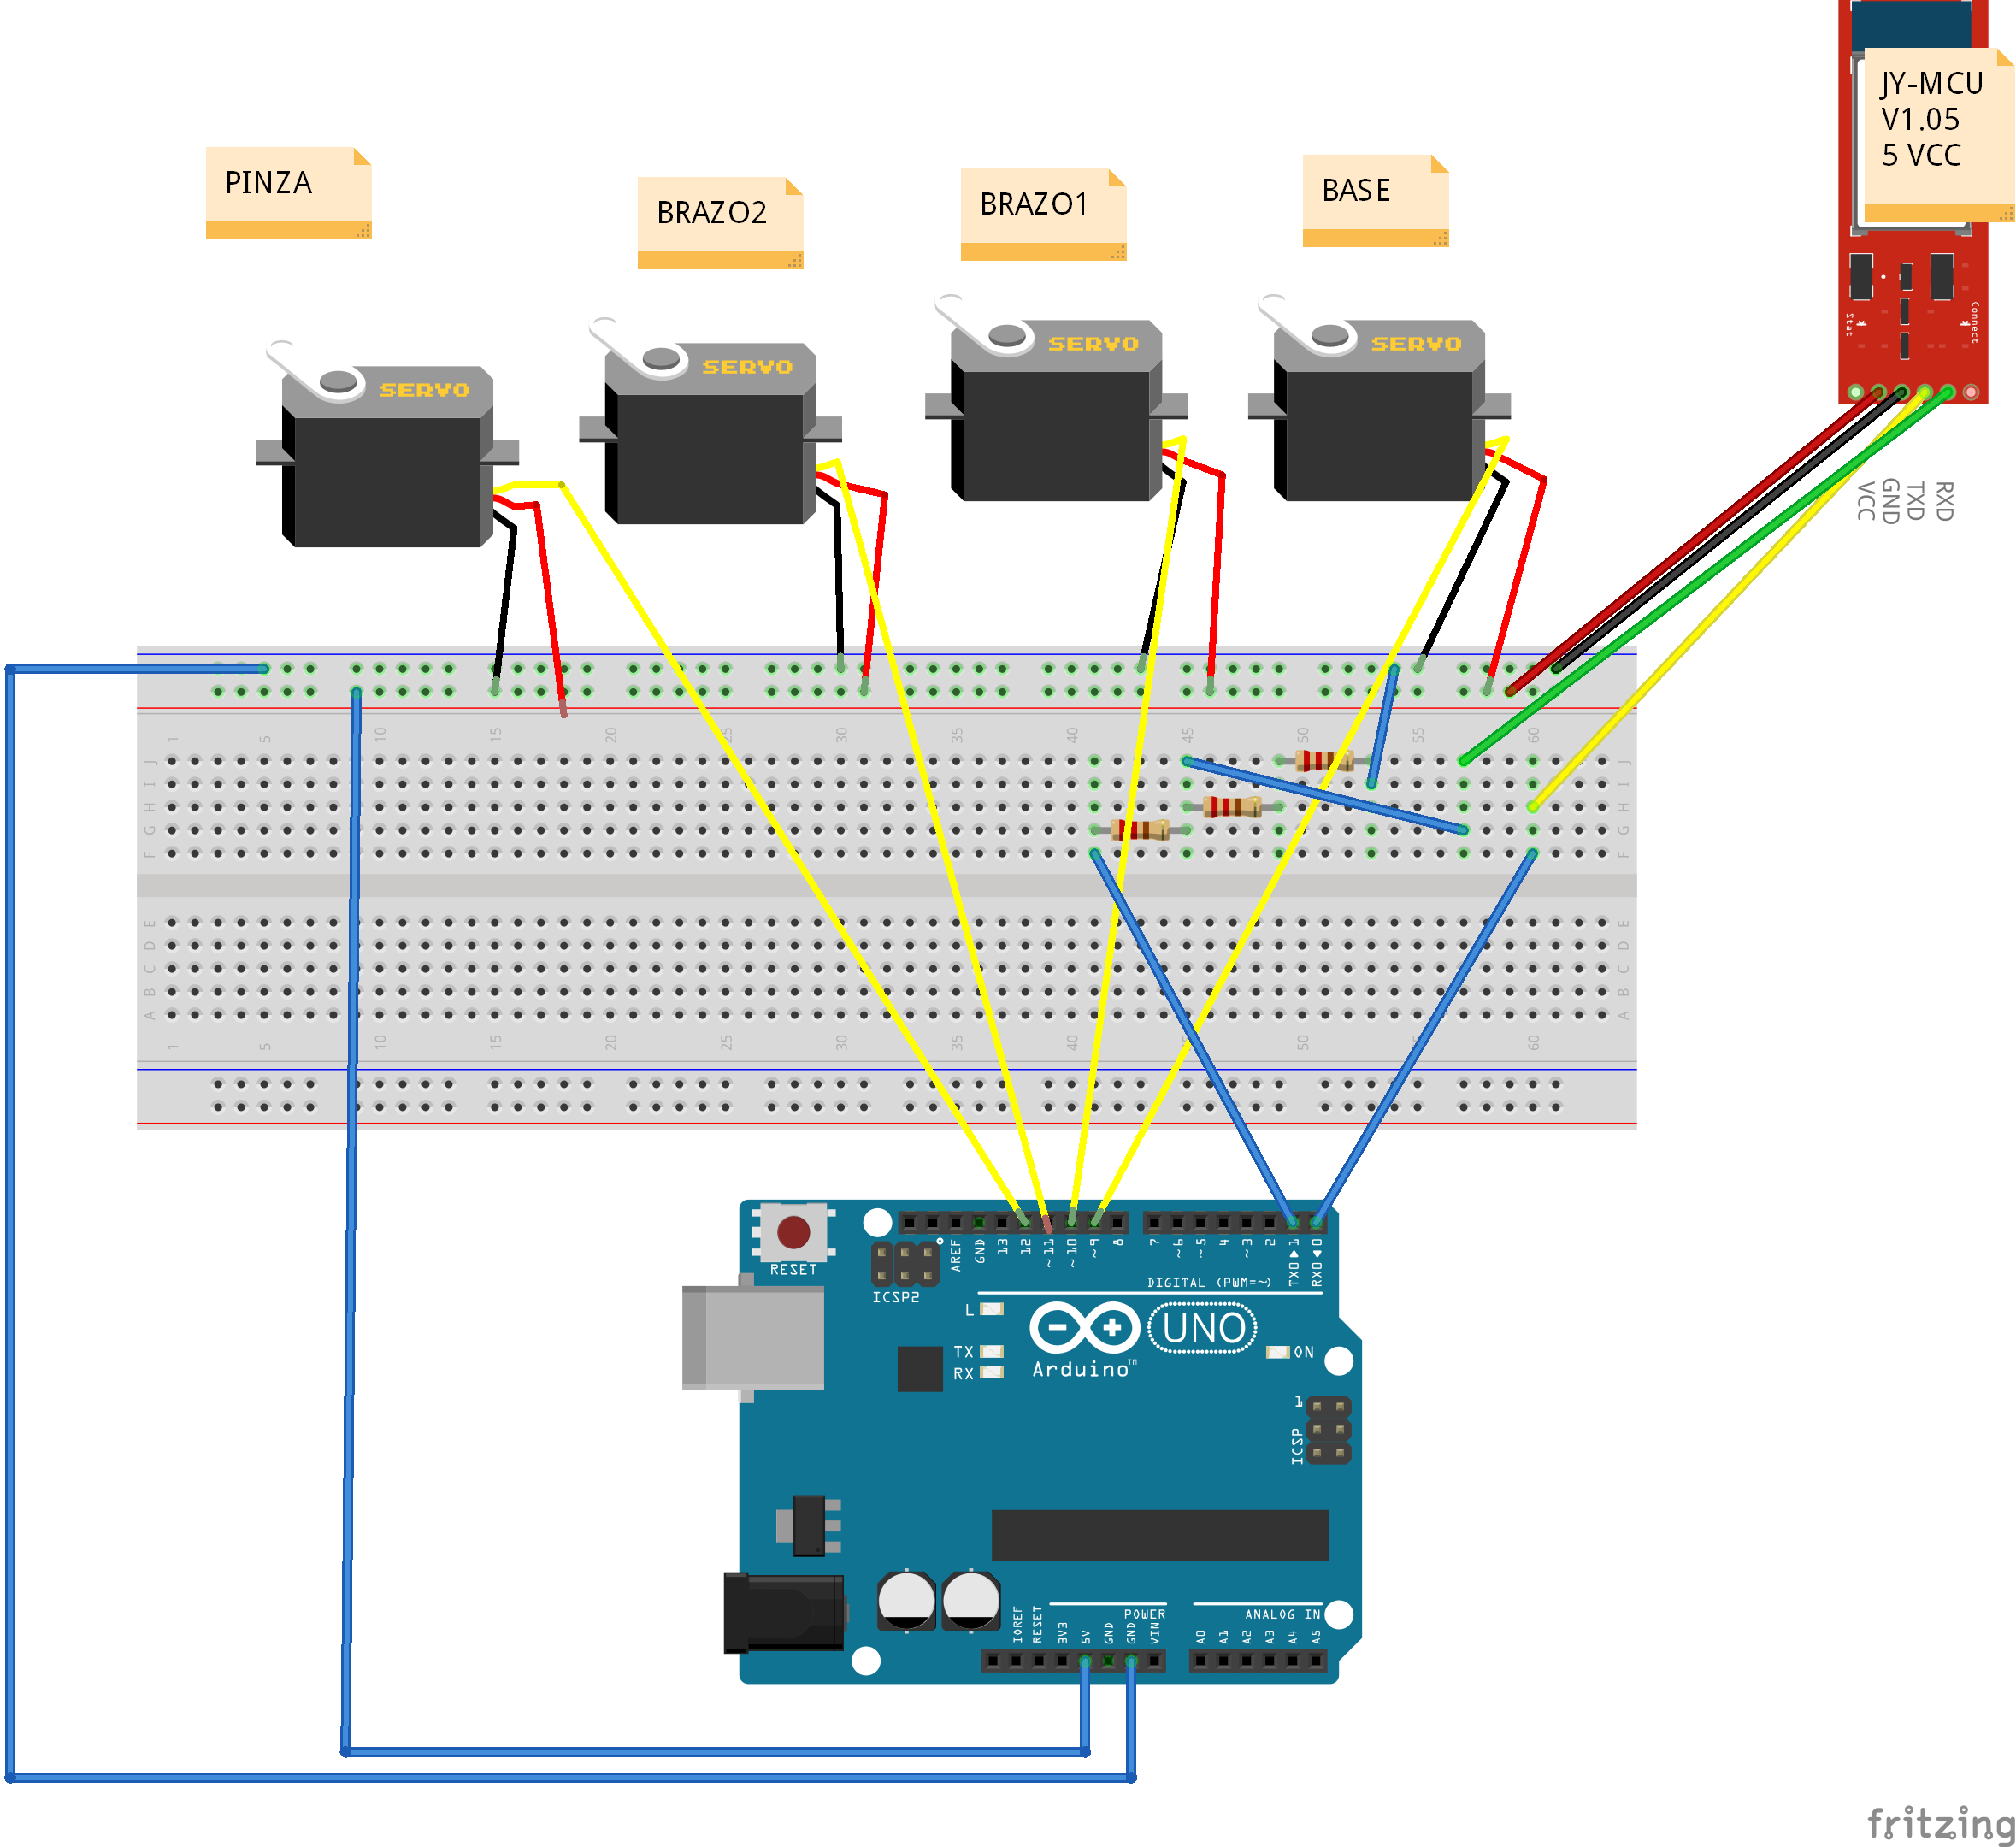 JY-MCU
V1.05
5 VCC
PINZA
BRAZO2
BRAZO1
BASE
SERVO
SERVO
SERVO
SERVO
Stat
Connect
VCC
GND
TXD
RXD
1 5 10 15 20 25 30 35 40 45 50 55 60
J J
I I
H H
G G
F F
E E
D D
C C
B B
A A
1 5 10 15 20 25 30 35 40 50 60
RESET
ICSP2
AREF
GND
13
12
~11
~10
~9
8
7
~6
~5
4
~3
2
TX0▶1
RX0◀0
DIGITAL (PWM=~)
L
TX
RX
Arduino™
UNO
ON
1
ICSP
IOREF
RESET
3V3
5V
GND
GND
VIN
POWER
ANALOG IN
A0
A1
A2
A3
A4
A5
fritzing